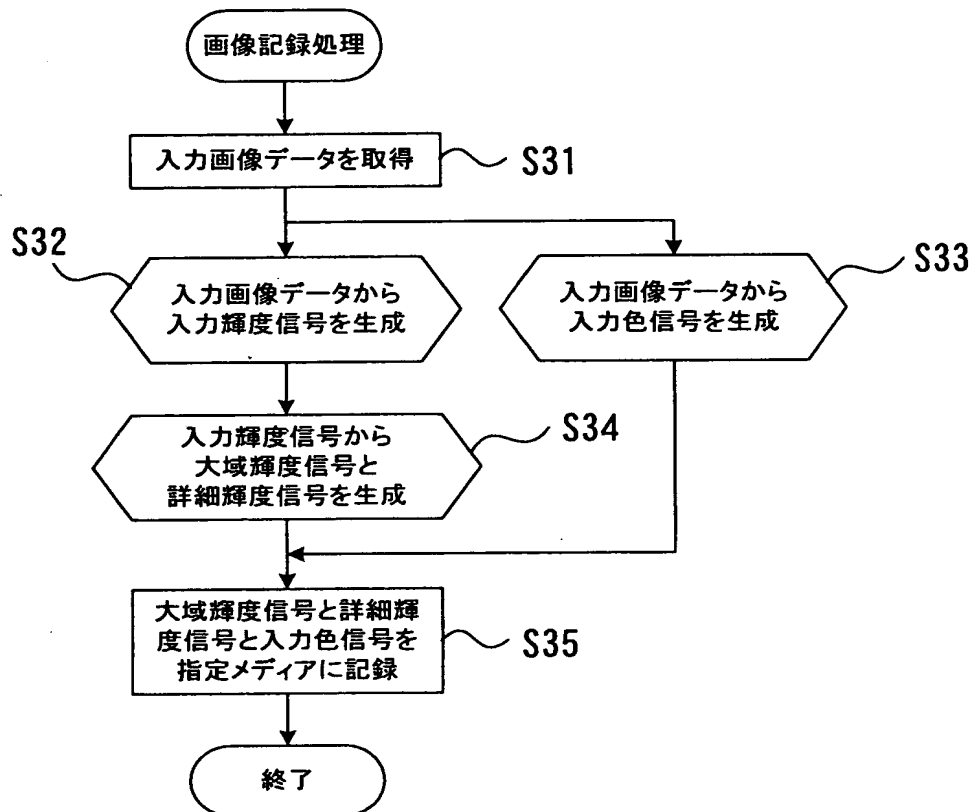 画像記録処理
入力画像データを取得
S31
S32
入力画像データから
入力輝度信号を生成
S33
入力画像データから
入力色信号を生成
入力輝度信号から
大域輝度信号と
詳細輝度信号を生成
S34
大域輝度信号と詳細輝
度信号と入力色信号を
指定メディアに記録
S35
終了